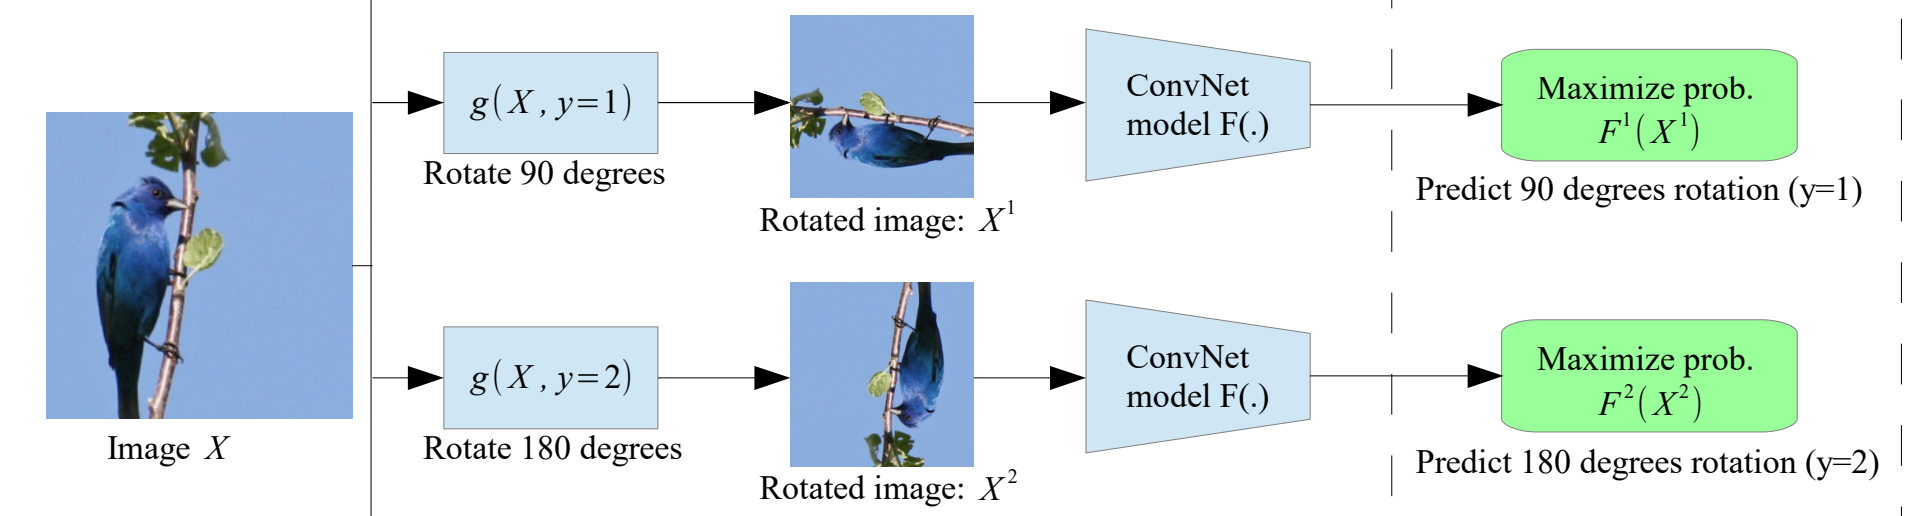 Image X
g(X, y=1)
Rotate 90 degrees
Rotated image: X¹
ConvNet
model F(.)
Maximize prob.
F¹(X¹)
Predict 90 degrees rotation (y=1)
g(X, y=2)
Rotate 180 degrees
Rotated image: X²
ConvNet
model F(.)
Maximize prob.
F²(X²)
Predict 180 degrees rotation (y=2)